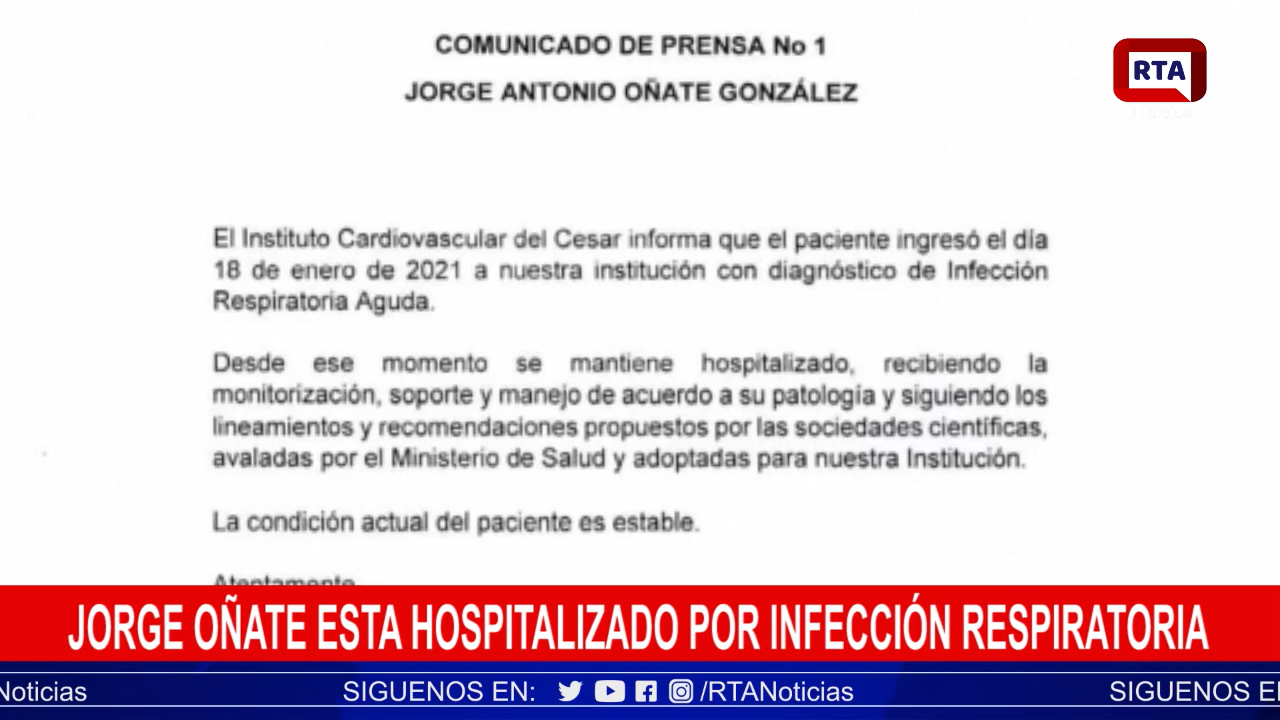 COMUNICADO DE PRENSA No 1
RTA
JORGE ANTONIO OÑATE GONZÁLEZ
El Instituto Cardiovascular del Cesar informa que el paciente ingresó el día
18 de enero de 2021 a nuestra institución con diagnóstico de Infección
Respiratoria Aguda.
Desde ese momento se mantiene hospitalizado, recibiendo la
monitorización, soporte y manejo de acuerdo a su patología y siguiendo los
lineamientos y recomendaciones propuestos por las sociedades científicas,
avaladas por el Ministerio de Salud y adoptadas para nuestra Institución.
La condición actual del paciente es estable.
Atentamente
JORGE OÑATE ESTA HOSPITALIZADO POR INFECCIÓN RESPIRATORIA
Noticias SIGUENOS EN: /RTANoticias SIGUENOS E